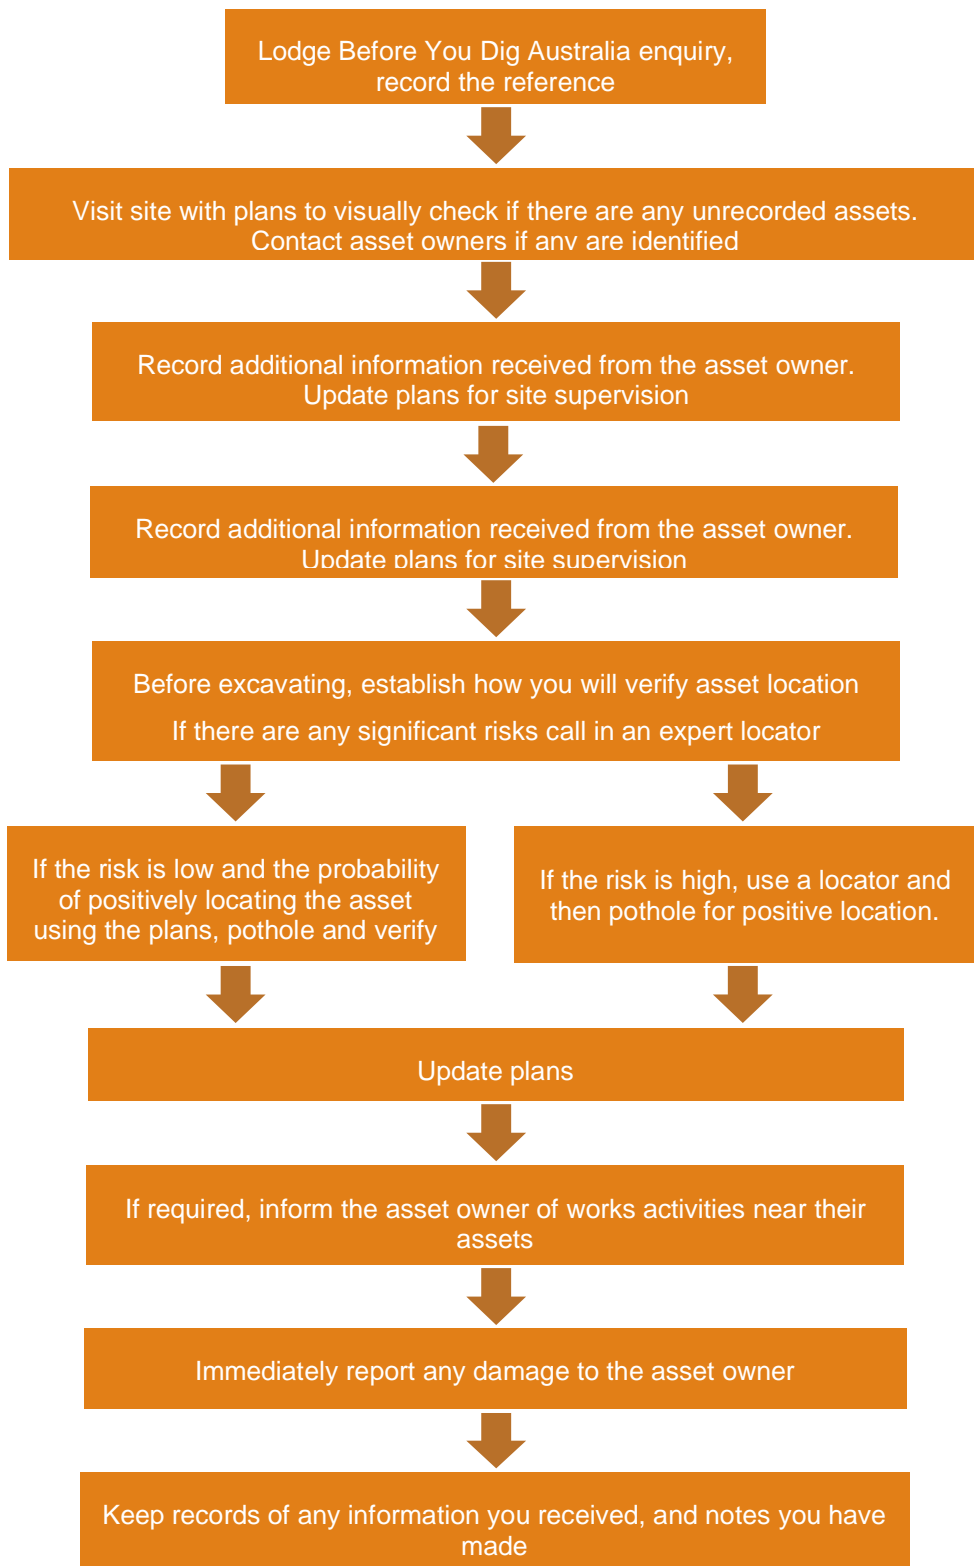 Lodge Before You Dig Australia enquiry,
record the reference
Visit site with plans to visually check if there are any unrecorded assets.
Contact asset owners if any are identified
Record additional information received from the asset owner.
Update plans for site supervision
Record additional information received from the asset owner.
Update plans for site supervision
Before excavating, establish how you will verify asset location
If there are any significant risks call in an expert locator
If the risk is low and the probability
of positively locating the asset
using the plans, pothole and verify
If the risk is high, use a locator and
then pothole for positive location.
Update plans
If required, inform the asset owner of works activities near their
assets
Immediately report any damage to the asset owner
Keep records of any information you received, and notes you have
made